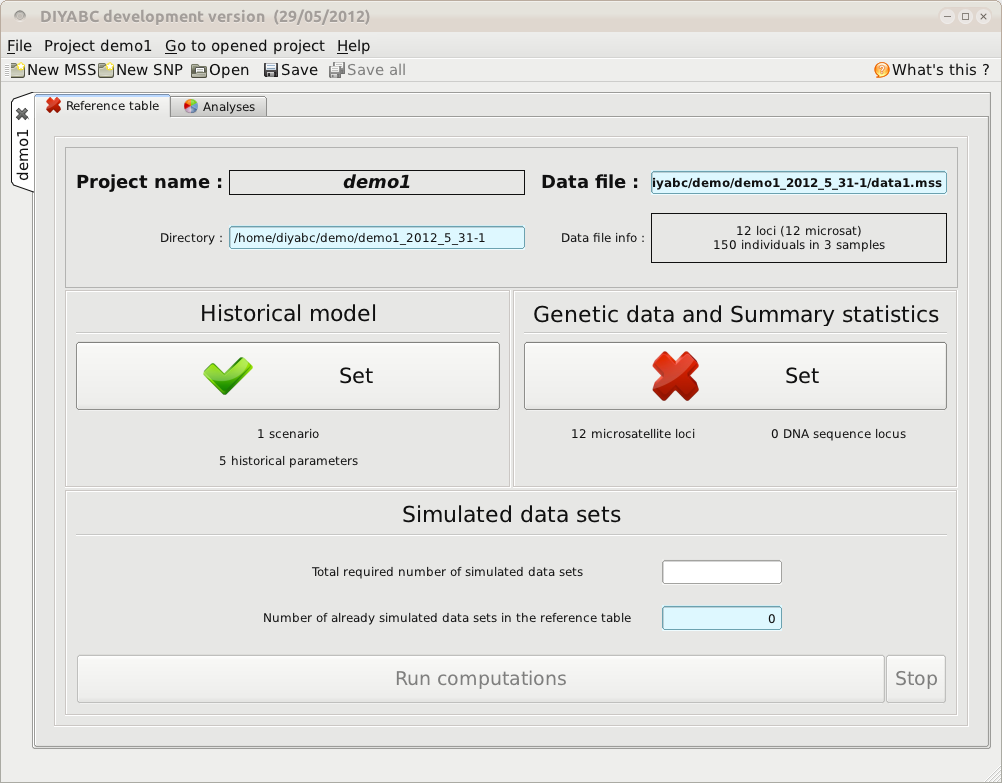 DIYABC development version (29/05/2012)
File Project demo1 Go to opened project Help
New MSS New SNP Open Save Save all What's this ?
demo1
Reference table Analyses
Project name : demo1 Data file : iyabc/demo/demo1_2012_5_31-1/data1.mss
Directory : /home/diyabc/demo/demo1_2012_5_31-1 Data file info : 12 loci (12 microsat)
150 individuals in 3 samples
Historical model
Set
1 scenario
5 historical parameters
Genetic data and Summary statistics
Set
12 microsatellite loci 0 DNA sequence locus
Simulated data sets
Total required number of simulated data sets
Number of already simulated data sets in the reference table 0
Run computations Stop